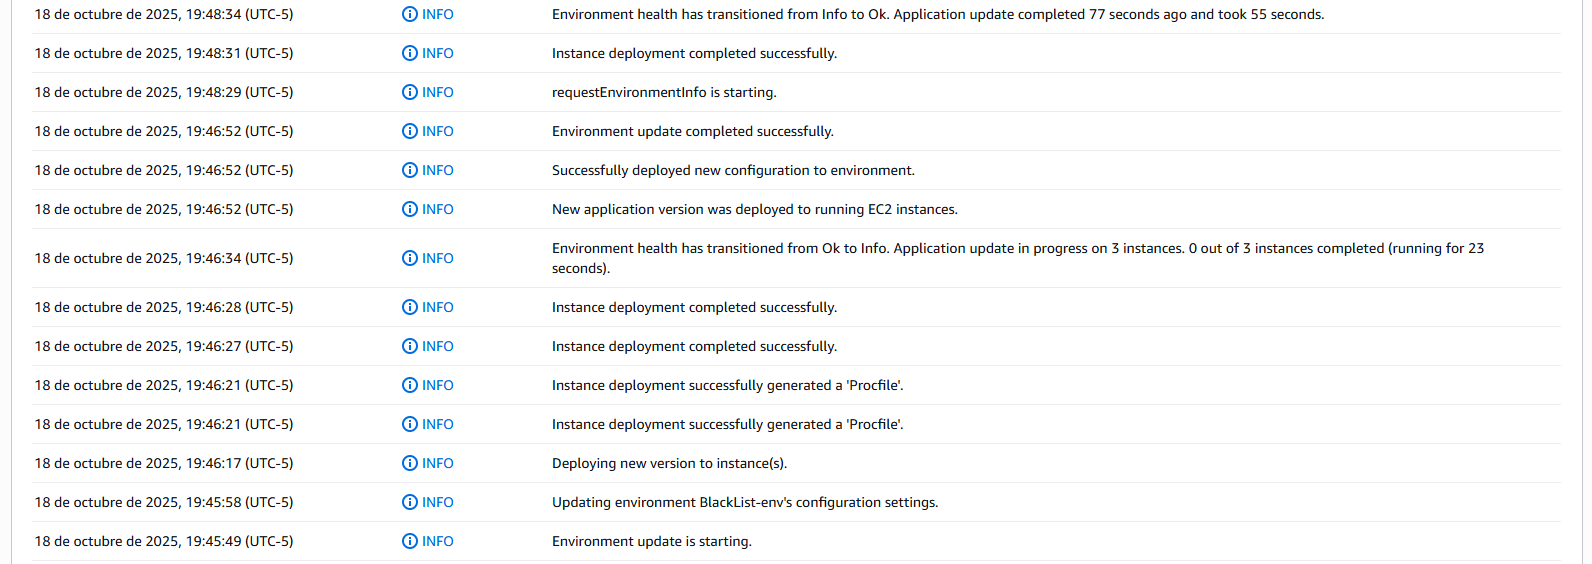 18 de octubre de 2025, 19:48:34 (UTC-5) INFO Environment health has transitioned from Info to Ok. Application update completed 77 seconds ago and took 55 seconds.
18 de octubre de 2025, 19:48:31 (UTC-5) INFO Instance deployment completed successfully.
18 de octubre de 2025, 19:48:29 (UTC-5) INFO requestEnvironmentInfo is starting.
18 de octubre de 2025, 19:46:52 (UTC-5) INFO Environment update completed successfully.
18 de octubre de 2025, 19:46:52 (UTC-5) INFO Successfully deployed new configuration to environment.
18 de octubre de 2025, 19:46:52 (UTC-5) INFO New application version was deployed to running EC2 instances.
18 de octubre de 2025, 19:46:34 (UTC-5) INFO Environment health has transitioned from Ok to Info. Application update in progress on 3 instances. 0 out of 3 instances completed (running for 23
seconds).
18 de octubre de 2025, 19:46:28 (UTC-5) INFO Instance deployment completed successfully.
18 de octubre de 2025, 19:46:27 (UTC-5) INFO Instance deployment completed successfully.
18 de octubre de 2025, 19:46:21 (UTC-5) INFO Instance deployment successfully generated a 'Procfile'.
18 de octubre de 2025, 19:46:21 (UTC-5) INFO Instance deployment successfully generated a 'Procfile'.
18 de octubre de 2025, 19:46:17 (UTC-5) INFO Deploying new version to instance(s).
18 de octubre de 2025, 19:45:58 (UTC-5) INFO Updating environment BlackList-env's configuration settings.
18 de octubre de 2025, 19:45:49 (UTC-5) INFO Environment update is starting.